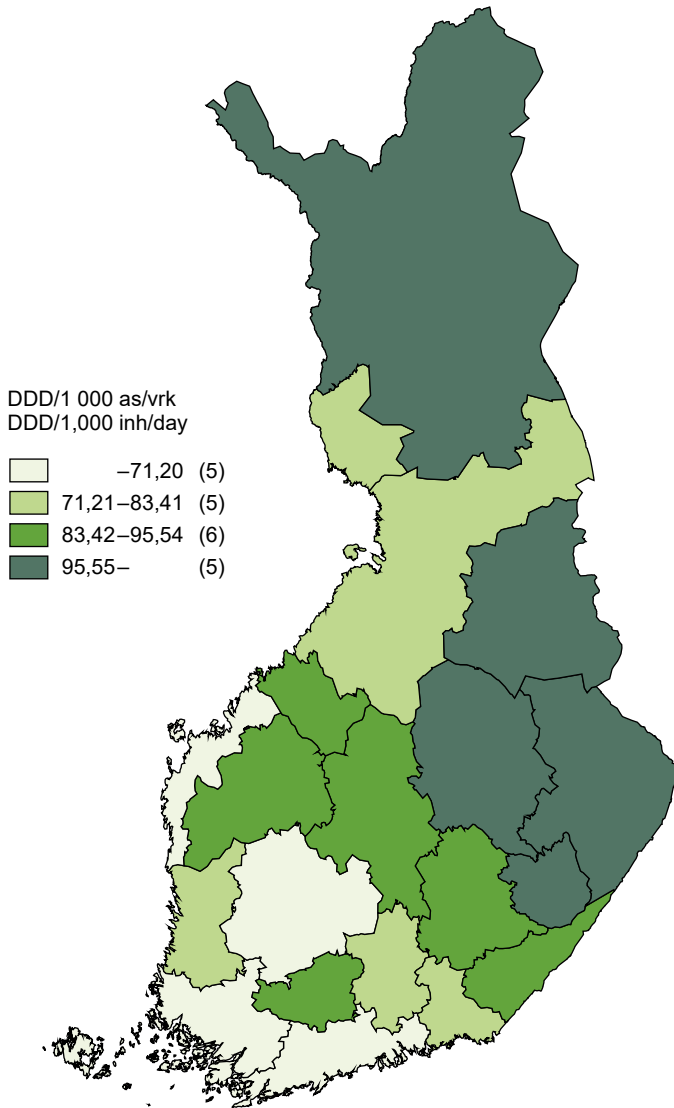 DDD/1 000 as/vrk
DDD/1,000 inh/day
–71,20 (5)
71,21–83,41 (5)
83,42–95,54 (6)
95,55– (5)